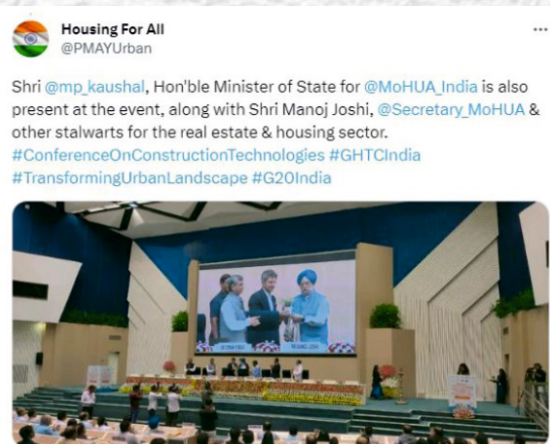 Housing For All
@PMAYUrban
Shri @mp_kaushal, Hon'ble Minister of State for @MoHUA_India is also
present at the event, along with Shri Manoj Joshi, @Secretary_MoHUA &
other stalwarts for the real estate & housing sector.
#ConferenceOnConstructionTechnologies #GHTCIndia
#TransformingUrbanLandscape #G20India